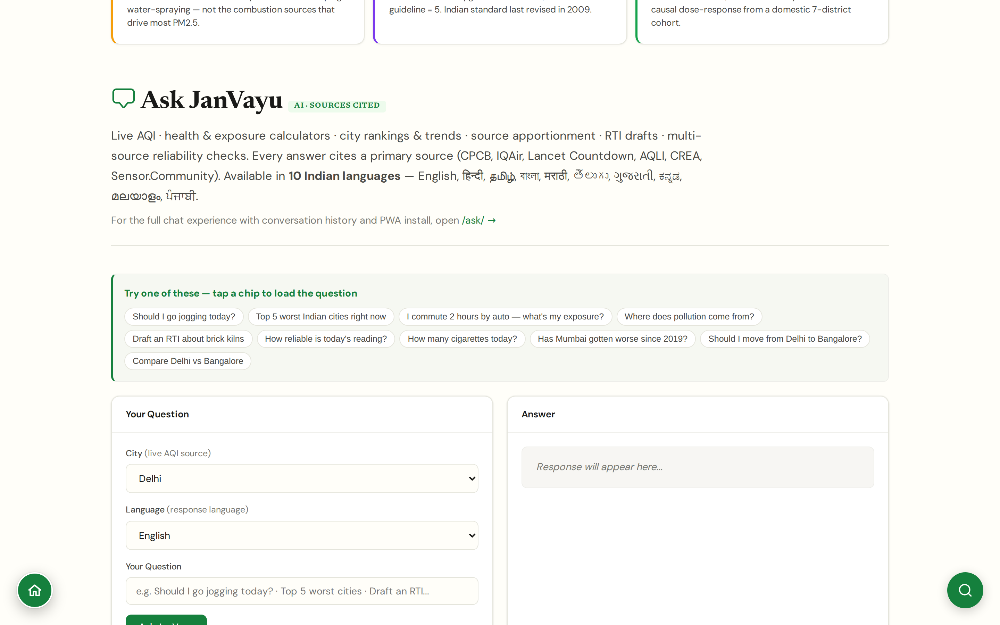 water-spraying — not the combustion sources that
drive most PM2.5.
guideline = 5. Indian standard last revised in 2009.
causal dose-response from a domestic 7-district
cohort.
Ask JanVayu AI · SOURCES CITED
Live AQI · health & exposure calculators · city rankings & trends · source apportionment · RTI drafts · multi-
source reliability checks. Every answer cites a primary source (CPCB, IQAir, Lancet Countdown, AQLI, CREA,
Sensor.Community). Available in 10 Indian languages — English, हिन्दी, தமிழ், বাংলা, मराठी, తెలుగు, ગુજરાતી, ಕನ್ನಡ,
മലയാളം, ਪੰਜਾਬੀ.
For the full chat experience with conversation history and PWA install, open /ask/ →
Try one of these — tap a chip to load the question
Should I go jogging today?
Top 5 worst Indian cities right now
I commute 2 hours by auto — what's my exposure?
Where does pollution come from?
Draft an RTI about brick kilns
How reliable is today's reading?
How many cigarettes today?
Has Mumbai gotten worse since 2019?
Should I move from Delhi to Bangalore?
Compare Delhi vs Bangalore
Your Question
City (live AQI source)
Delhi
Language (response language)
English
Your Question
e.g. Should I go jogging today? · Top 5 worst cities · Draft an RTI...
Answer
Response will appear here...